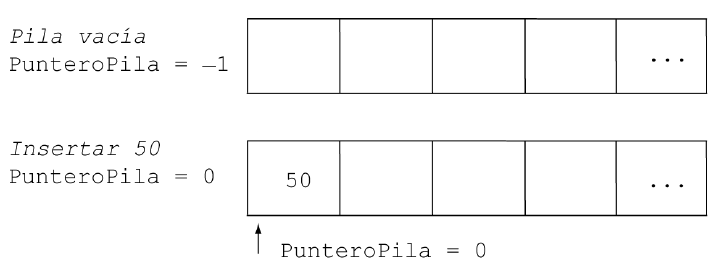 Pila vacía
PunteroPila = –1
...
Insertar 50
PunteroPila = 0
50
...
PunteroPila = 0